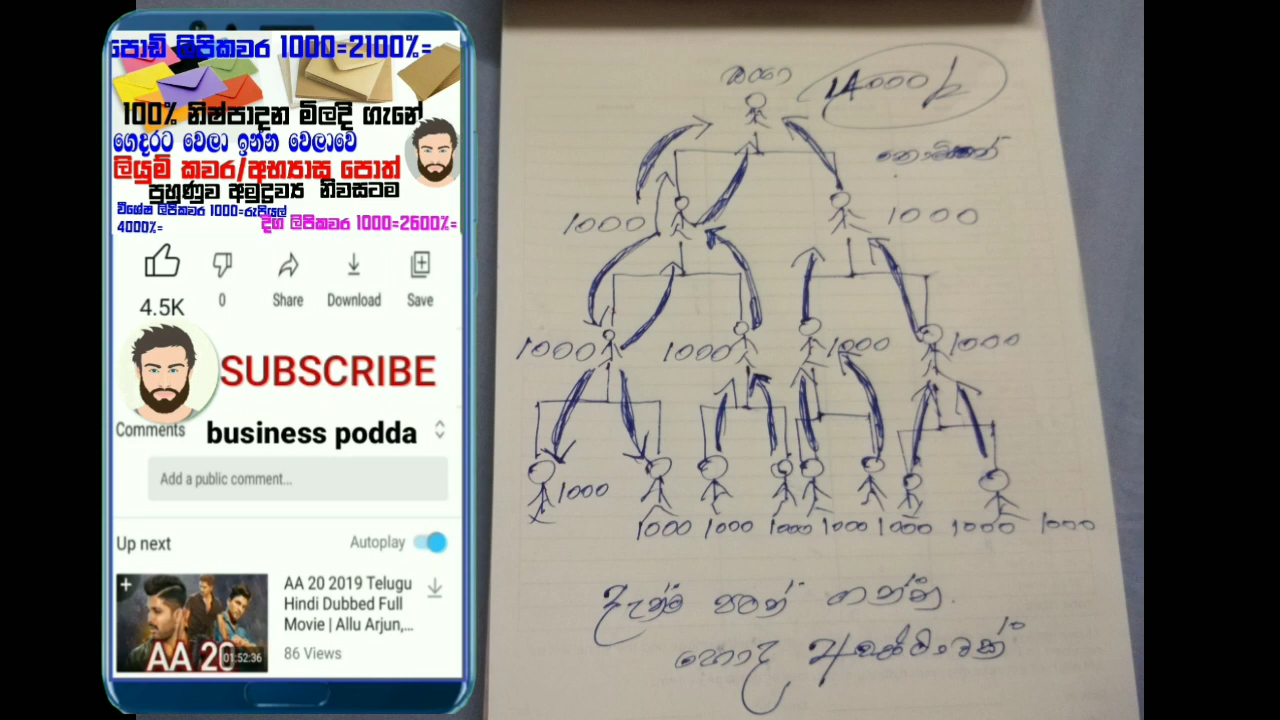 පොඩි ලිපිකවර 1000=2100%=
100% නිෂ්පාදන මිලදි ගැනේ
ගෙදරට වෙලා ඉන්න වෙලාවෙ
ලියුම් කවර/අභ්‍යාස පොත්
පුහුණුව අමුද්‍රව්‍ය නිවසටම
විශේෂ ලිපිකවර 1000=රුපියල්
4000%=
දිග ලිපිකවර 1000=2600%=
4.5K
0
Share
Download
Save
SUBSCRIBE
Comments
business podda
Add a public comment...
Up next
Autoplay
AA 20 2019 Telugu
Hindi Dubbed Full
Movie | Allu Arjun,...
86 Views
AA 20
01:52:36
ඔයා
14000/
1000
1000
1000
1000
1000
1000
1000
1000 1000 1000 1000 1000 1000 1000
දැන්ම පටන් ගන්න.
හොඳ